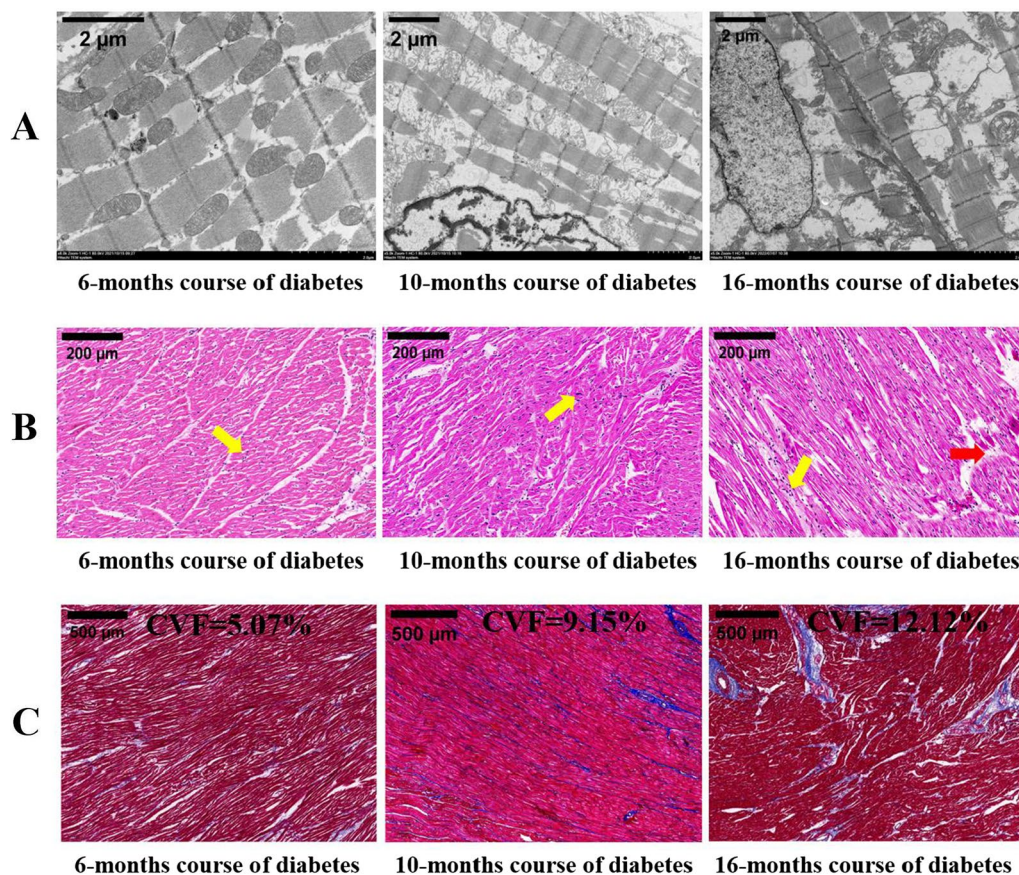 2 µm
2 µm
2 µm
A
6-months course of diabetes
10-months course of diabetes
16-months course of diabetes
200 µm
200 µm
200 µm
B
6-months course of diabetes
10-months course of diabetes
16-months course of diabetes
CVF=5.07%
CVF=9.15%
CVF=12.12%
500 µm
500 µm
500 µm
C
6-months course of diabetes
10-months course of diabetes
16-months course of diabetes